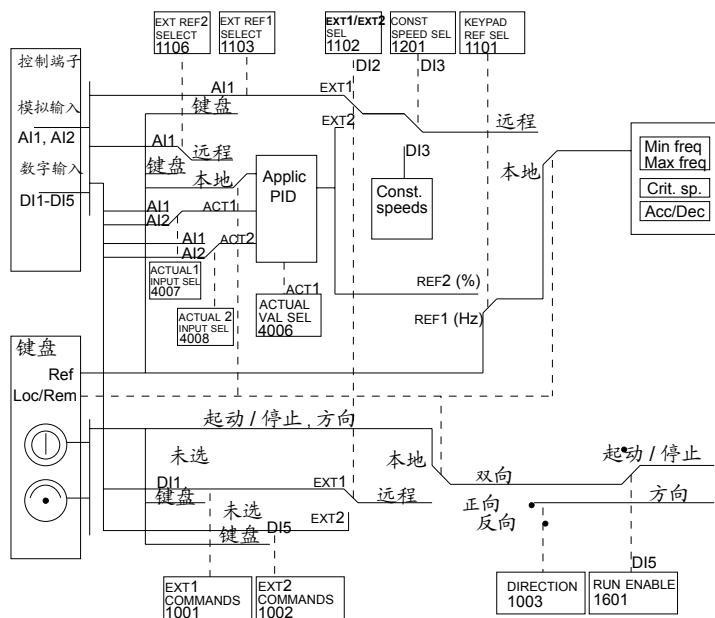 EXT REF2
SELECT
1106
EXT REF1
SELECT
1103
EXT1/EXT2
SEL
1102
CONST
SPEED SEL
1201
KEYPAD
REF SEL
1101
控制端子
模拟输入
AI1, AI2
数字输入
DI1-DI5
DI2
DI3
AI1
EXT1
键盘
EXT2
远程
AI1
远程
键盘
本地
DI3
本地
Applic
PID
Const.
speeds
Min freq
Max freq
Crit. sp.
Acc/Dec
AI1
AI2
ACT1
AI1
AI2
ACT2
ACTUAL1
INPUT SEL
4007
ACT1
REF2 (%)
ACTUAL 2
INPUT SEL
4008
ACTUAL
VAL SEL
4006
REF1 (Hz)
键盘
Ref
Loc/Rem
起动 / 停止 , 方向
未选
本地
起动 / 停止
双向
DI1
键盘
EXT1
远程
方向
正向
反向
未选
DI5
键盘
EXT2
DI5
EXT1
COMMANDS
1001
EXT2
COMMANDS
1002
DIRECTION
1003
RUN ENABLE
1601